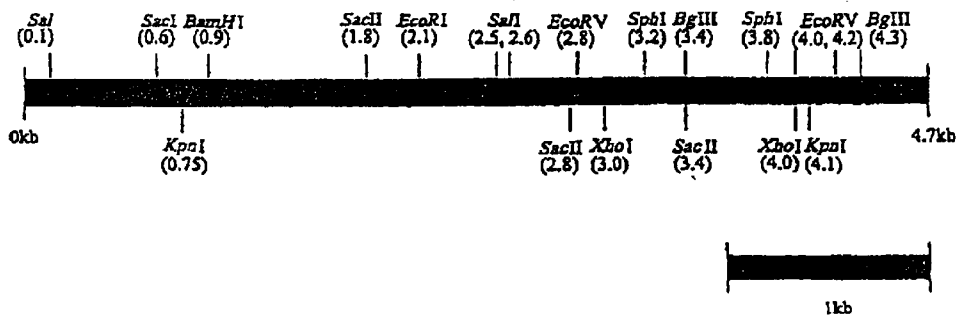 SalI SacI BamHI SacII EcoRI SalI EcoRV SphI BglII SphI EcoRV BglII
(0.1) (0.6) (0.9) (1.8) (2.1) (2.5, 2.6) (2.8) (3.2) (3.4) (3.8) (4.0, 4.2) (4.3)
0kb KpnI SacII XhoI SacII XhoI KpnI 4.7kb
(0.75) (2.8) (3.0) (3.4) (4.0) (4.1)
1kb